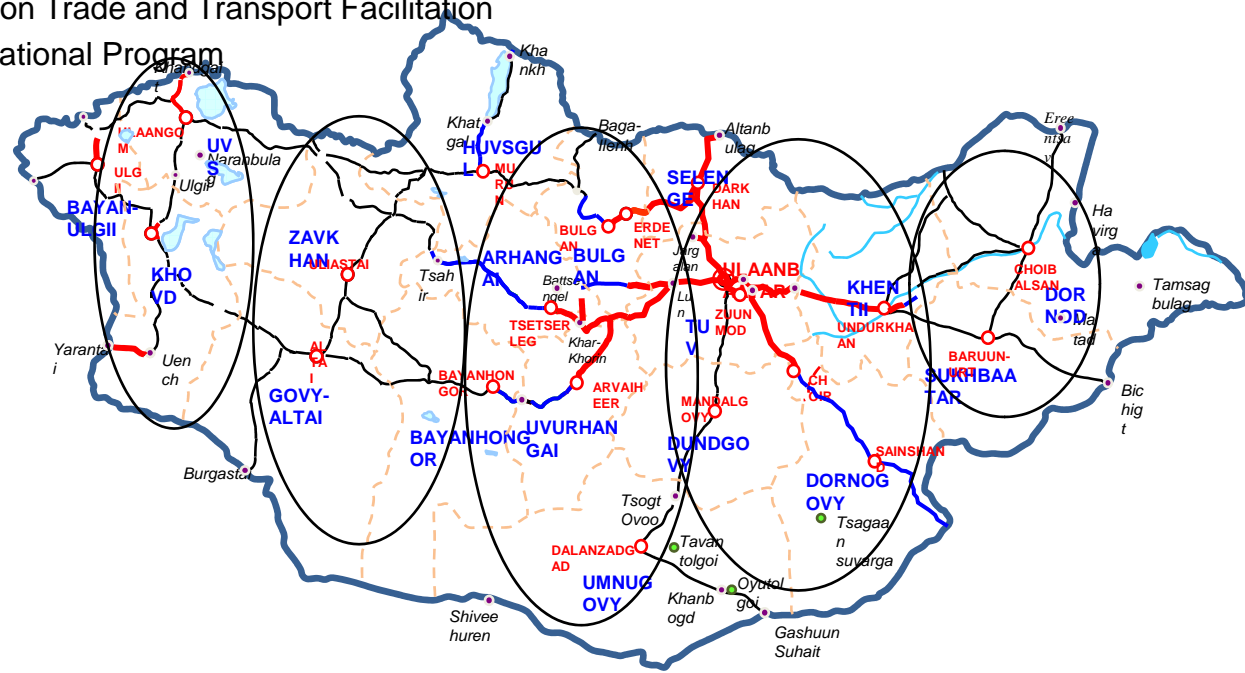 on Trade and Transport Facilitation
ational Program
Kha
nkh
Khat
gal
Baga-
Ilenh
Altanb
ulag
Eree
ntsa
v
ULAANGO
M
UV
S
Naranbula
g
ULG
II
Ulgii
BAYAN-
ULGII
HUVSGU
L
MU
RU
N
SELEN
GE
DARK
HAN
Ha
virg
a
KHO
VD
ZAVK
HAN
ULIASTAI
Tsah
ir
ARHANG
AI
BULG
AN
ERDE
NET
BULG
AN
Jarg
alan
Battse
ngel
Lu
n
TSETSER
LEG
Khar-
Khorin
TU
V
ZUUN
MOD
KHEN
TII
UNDURKHA
AN
CHOIB
ALSAN
DOR
NOD
Ma
tad
Tamsag
bulag
Yarantai
i
Uen
ch
AL
TA
I
GOVY-
ALTAI
BAYANHON
GOR
ARVAIH
EER
MANDALG
OVY
CH
OIR
BARUUN-
URT
SUKHBAA
TAR
Bic
hig
t
BAYANHONG
OR
UVURHAN
GAI
DUNDGO
VY
SAINSHAN
D
Burgastai
Tsogt
Ovoo
DORNOG
OVY
Tsagaa
n
suvarga
DALANZADG
AD
Tavan
tolgoi
UMNUG
OVY
Khanb
ogd
Oyutol
goi
Shivee
huren
Gashuun
Suhait